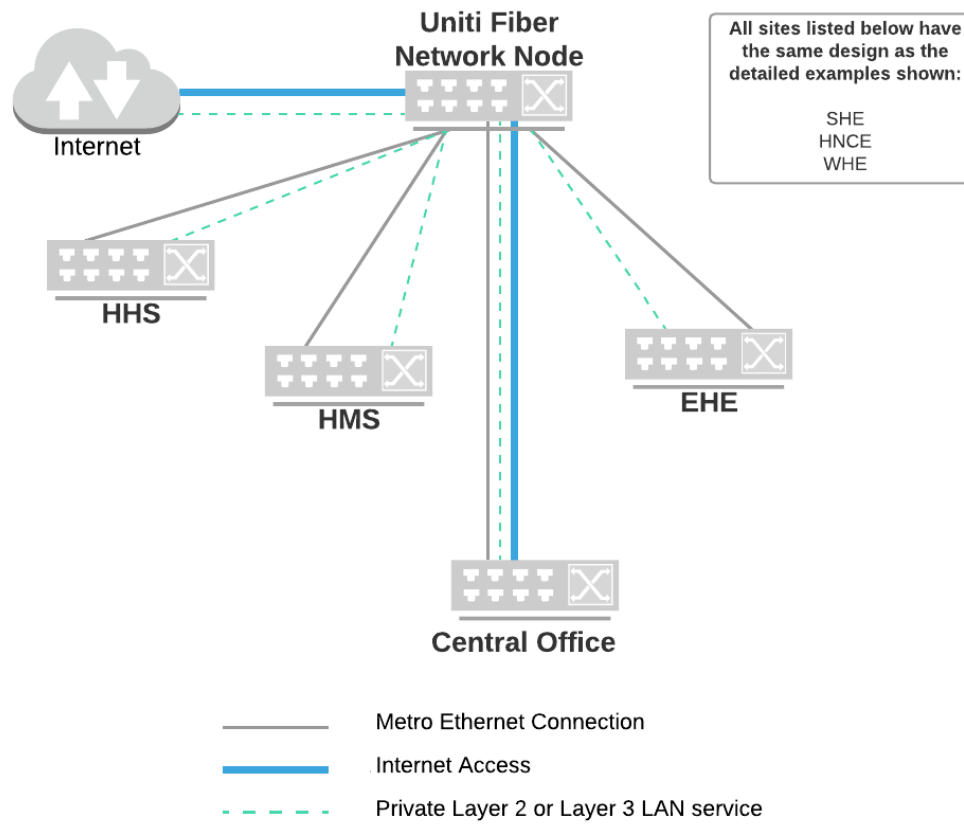 Uniti Fiber
Network Node
All sites listed below have
the same design as the
detailed examples shown:
SHE
HNCE
WHE
Internet
HHS
HMS
EHE
Central Office
Metro Ethernet Connection
Internet Access
Private Layer 2 or Layer 3 LAN service